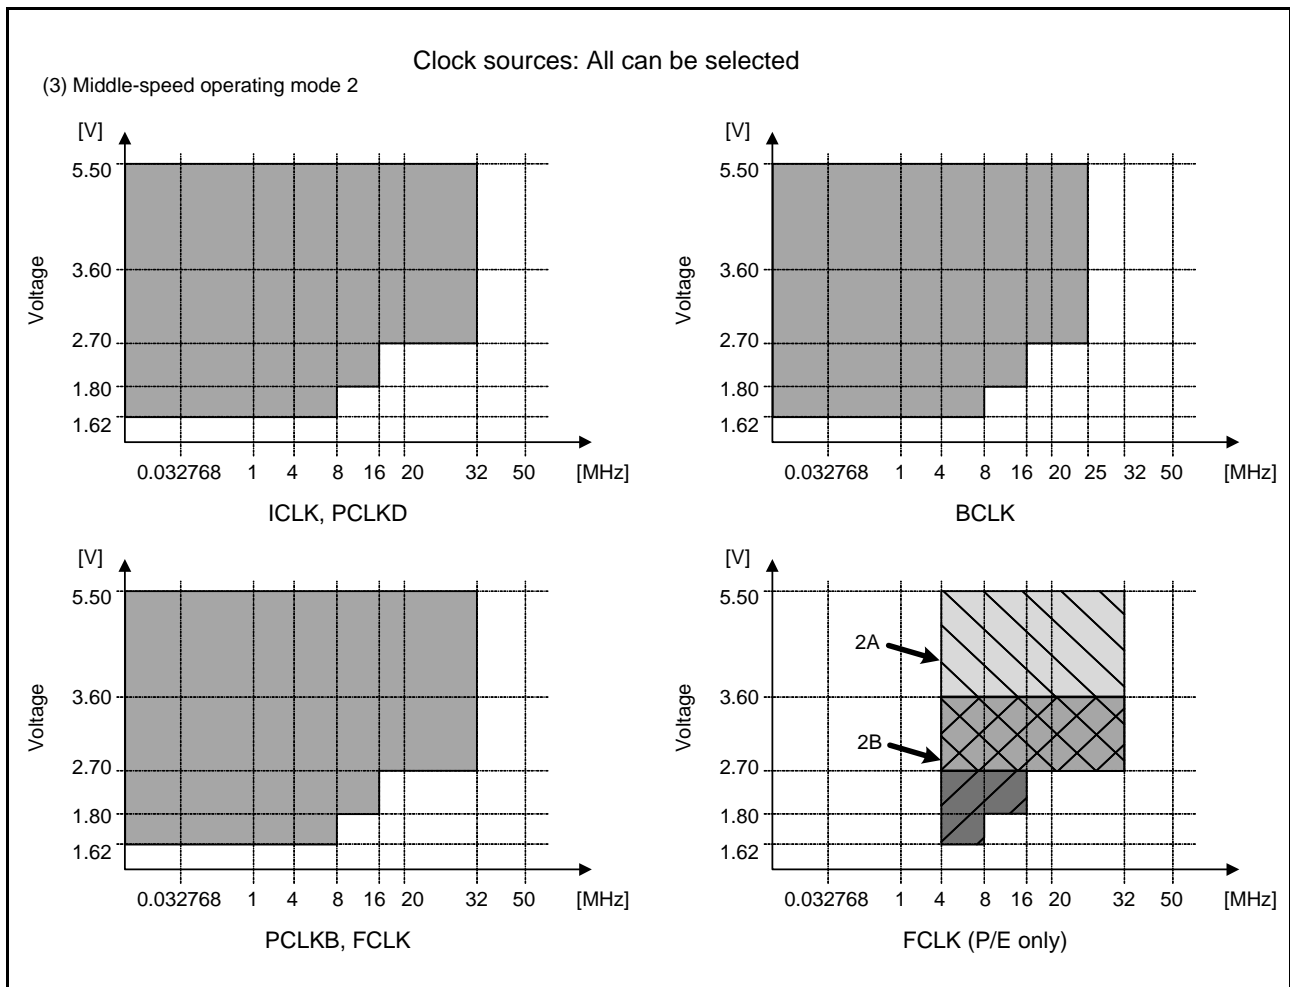 Clock sources: All can be selected
(3) Middle-speed operating mode 2
[V]
5.50
3.60
2.70
1.80
1.62
Voltage
0.032768 1 4 8 16 20 32 50 [MHz]
ICLK, PCLKD
[V]
5.50
3.60
2.70
1.80
1.62
Voltage
0.032768 1 4 8 16 20 25 32 50 [MHz]
BCLK
[V]
5.50
3.60
2.70
1.80
1.62
Voltage
0.032768 1 4 8 16 20 32 50 [MHz]
PCLKB, FCLK
[V]
5.50
3.60
2.70
1.80
1.62
Voltage
2A
2B
0.032768 1 4 8 16 20 32 50 [MHz]
FCLK (P/E only)